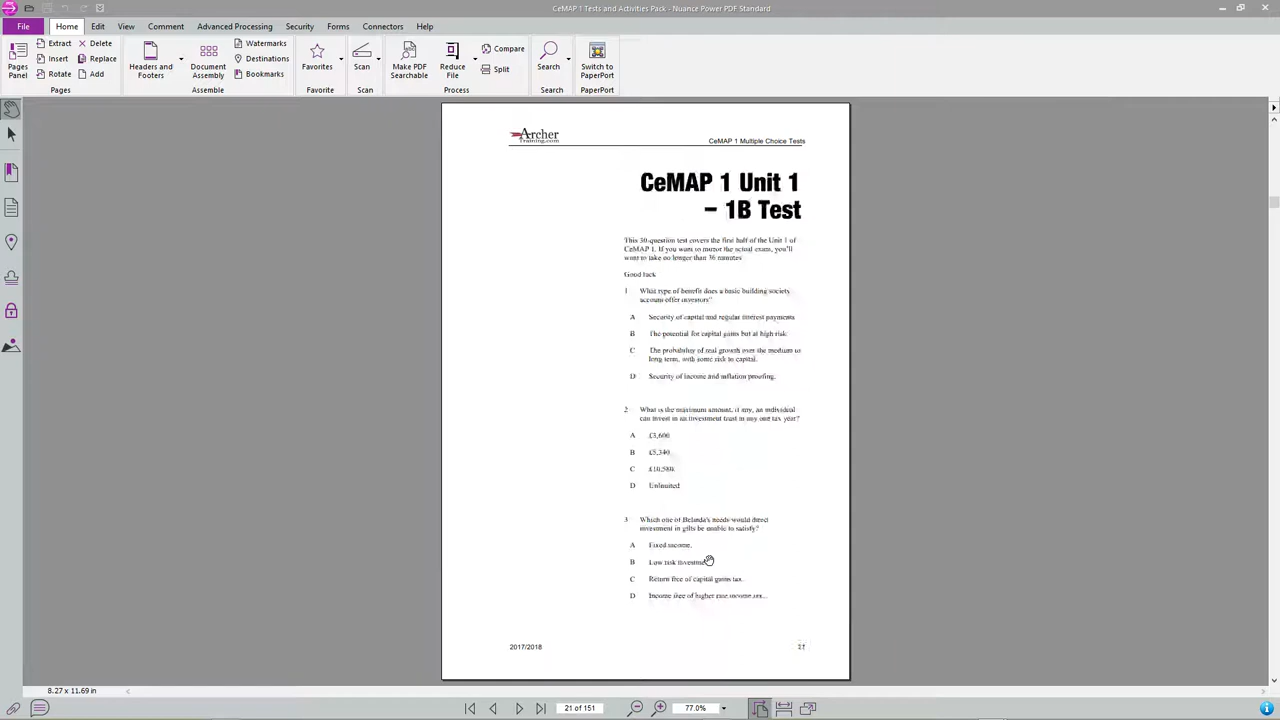 CeMAP 1 Tests and Activities Pack - Nuance Power PDF Standard
File Home Edit View Comment Advanced Processing Security Forms Connectors Help
Pages Panel
Extract Delete
Insert Replace
Rotate Add
Pages
Headers and Footers
Document Assembly
Watermarks
Destinations
Bookmarks
Assemble
Favorites
Favorite
Scan
Scan
Make PDF Searchable
Reduce File
Compare
Split
Process
Search
Search
Switch to PaperPort
PaperPort
Archer
Training.com
CeMAP 1 Multiple Choice Tests
CeMAP 1 Unit 1
– 1B Test
This 30-question test covers the first half of the Unit 1 of
CeMAP 1. If you want to mirror the actual exam, you'll
want to take no longer than 36 minutes
Good luck
1 What type of benefit does a basic building society
account offer investors?
A Security of capital and regular interest payments
B The potential for capital gains but at high risk
C The probability of real growth over the medium to
long term, with some risk to capital.
D Security of income and inflation proofing.
2 What is the maximum amount, if any, an individual
can invest in an investment trust in any one tax year?
A £3,600
B £5,340
C
D Unlimited
3 Which one of Belinda's needs would direct
investment in gilts be unable to satisfy?
A Fixed income.
B Low risk
C Return free of capital gains tax.
D Income free of higher rate income tax.
2017/2018
21
8.27 x 11.69 in
21 of 151
77.0%